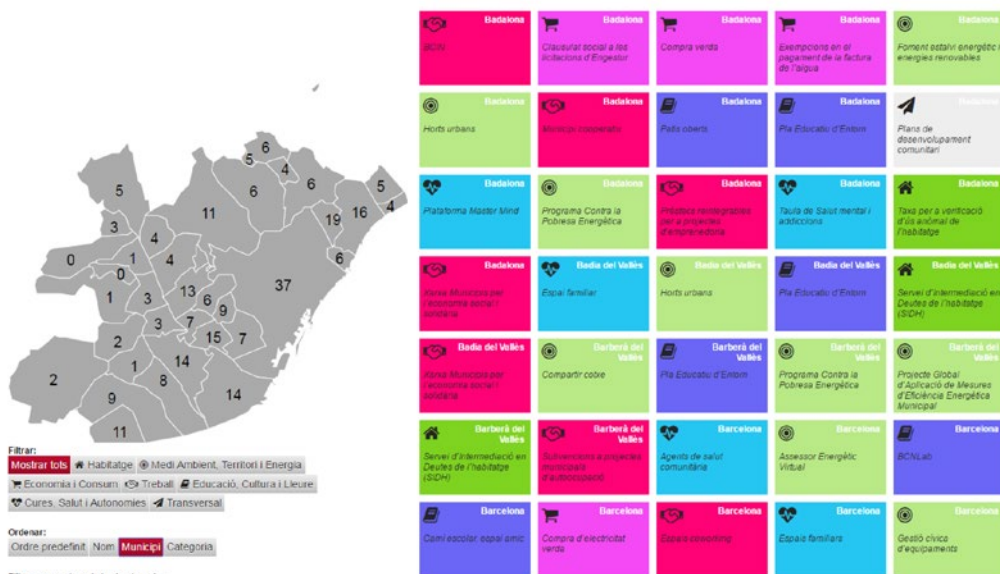 6
5
4
6
6
5
5
11
19
16
4
3
4
0
1
4
6
0
37
1
3
13
6
9
3
7
2
15
7
1
14
2
8
14
9
11
Filtrar:
Mostrar tots Habitatge Medi Ambient, Territori i Energia
Economia i Consum Treball Educació, Cultura i Lleure
Cures, Salut i Autonomies Transversal
Ordenar:
Ordre predefinit Nom Municipi Categoria
Badalona
BCIN
Badalona
Clausurat social a les
licitacions d'Engestur
Badalona
Compra verda
Badalona
Exempcions en el
pagament de la factura
de l'aigua
Badalona
Foment estalvi energètic i
energies renovables
Badalona
Horts urbans
Badalona
Municipi cooperatiu
Badalona
Patis oberts
Badalona
Pla Educatiu d'Entorn
Badalona
Plans de
desenvolupament
comunitari
Badalona
Plataforma Master Mind
Badalona
Programa Contra la
Pobresa Energètica
Badalona
Préstecs reintegrables
per a projectes
d'emprenedoria
Badalona
Taula de Salut mental i
addiccions
Badalona
Taxa per a verificació
d'ús anòmal de
l'habitatge
Badalona
Xarxa Municipis per
l'economia social i
solidària
Badia del Vallès
Espai familiar
Badia del Vallès
Horts urbans
Badia del Vallès
Pla Educatiu d'Entorn
Badia del Vallès
Servei d'intermediació en
Deutes de l'habitatge
(SIDH)
Badia del Vallès
Xarxa Municipis per
l'economia social i
solidària
Barberà del
Vallès
Compartir cotxe
Barberà del
Vallès
Pla Educatiu d'Entorn
Barberà del
Vallès
Programa Contra la
Pobresa Energètica
Barberà del
Vallès
Projecte Global
d'Aplicació de Mesures
d'Eficiència Energètica
Municipal
Barberà del
Vallès
Servei d'intermediació en
Deutes de l'habitatge
(SIDH)
Barberà del
Vallès
Subvencions a projectes
municipals
d'autoocupació
Barcelona
Agents de salut
comunitària
Barcelona
Assessor Energètic
Virtual
Barcelona
BCNLab
Barcelona
Camí escolar, espai amic
Barcelona
Compra d'electricitat
verda
Barcelona
Espais coworking
Barcelona
Espais familiars
Barcelona
Gestió cívica
d'equipaments